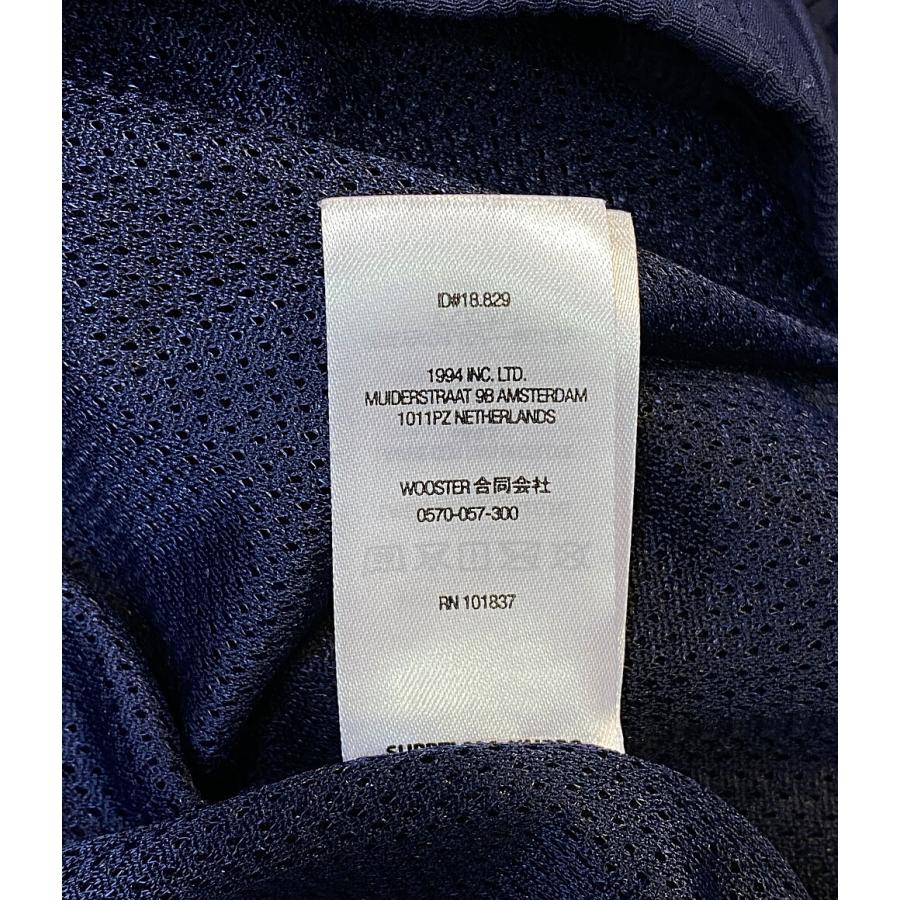 ID#18.829
1994 INC. LTD.
MUIDERSTRAAT 9B AMSTERDAM
1011PZ NETHERLANDS
WOOSTER 合同会社
0570-057-300
RN 101837